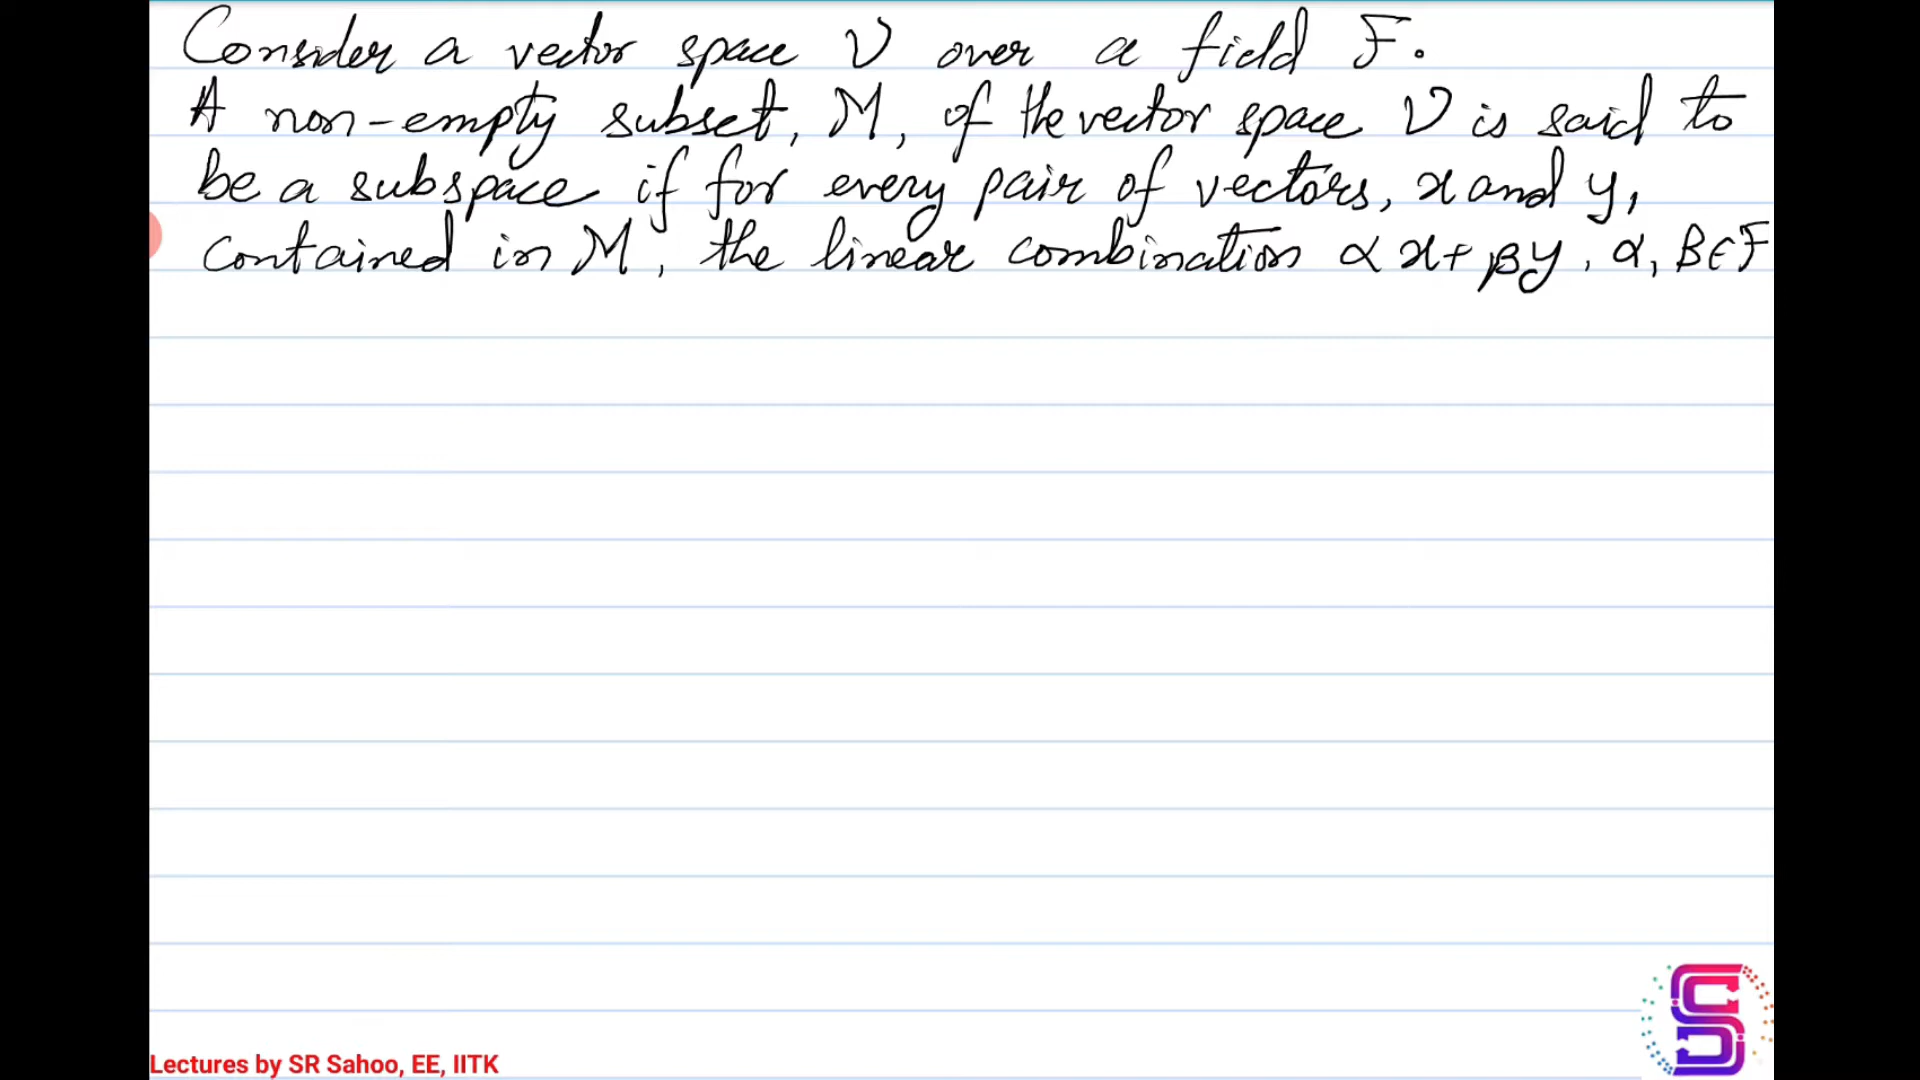 Consider a vector space V over a field F.
A non-empty subset, M, of the vector space V is said to
be a subspace if for every pair of vectors, x and y,
contained in M, the linear combination αx+βy, α, β∈F
Lectures by SR Sahoo, EE, IITK